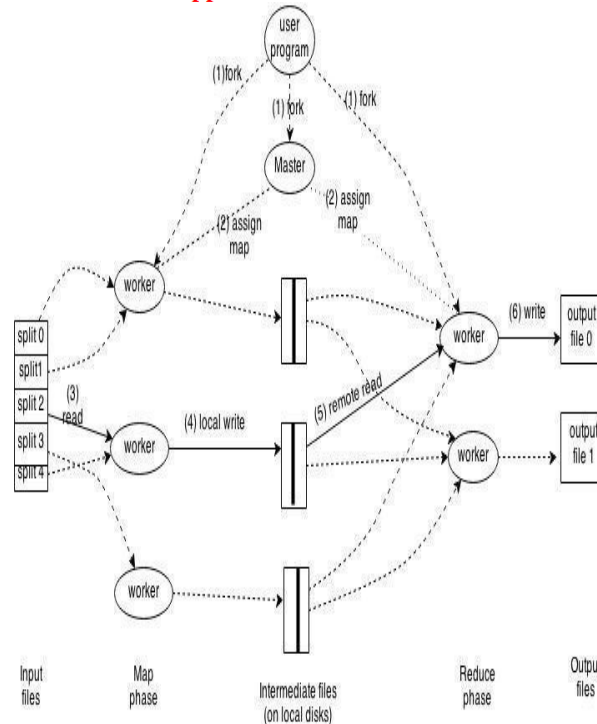 user
program
(1)fork
(1) fork
(1) fork
Master
(2) assign
map
(2) assign
map
worker
worker
(6) write
output
file 0
split 0
split1
split 2
split 3
split 4
(3)
read
worker
(4) local write
(5) remote read
worker
output
file 1
worker
Input
files
Map
phase
Intermediate files
(on local disks)
Reduce
phase
Output
files